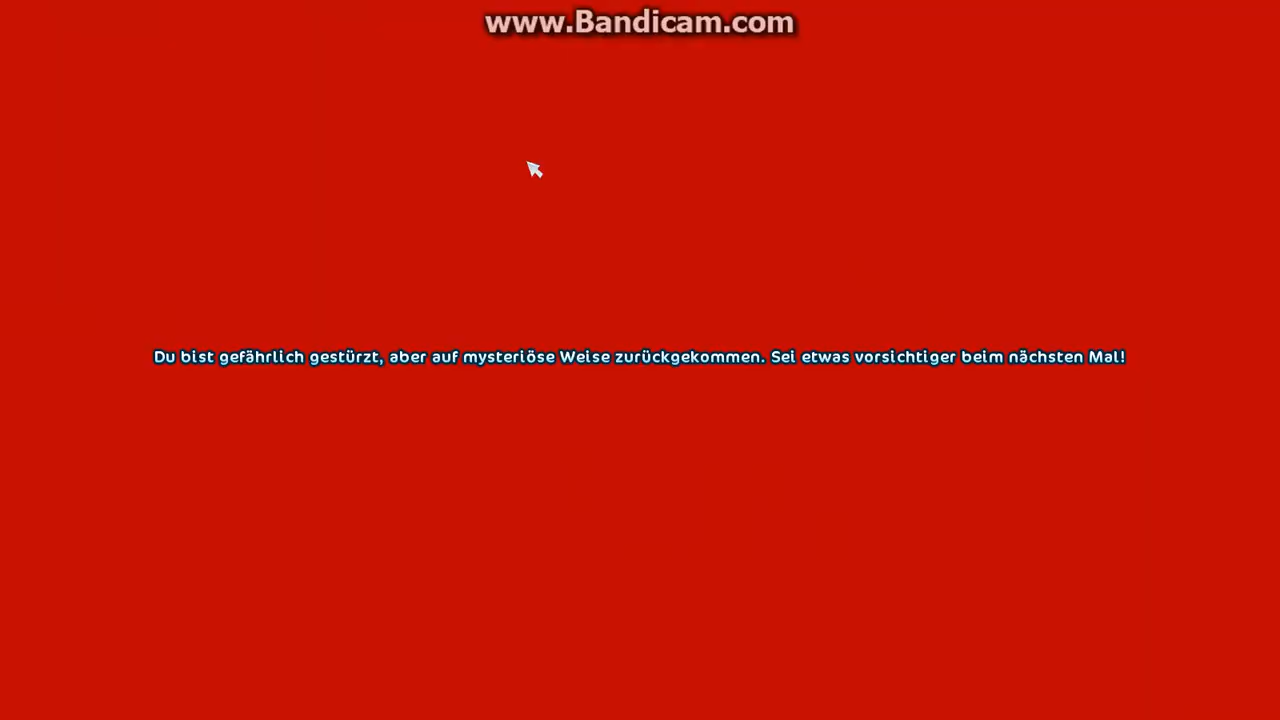 www.Bandicam.com
Du bist gefährlich gestürzt, aber auf mysteriöse Weise zurückgekommen. Sei etwas vorsichtiger beim nächsten Mal!